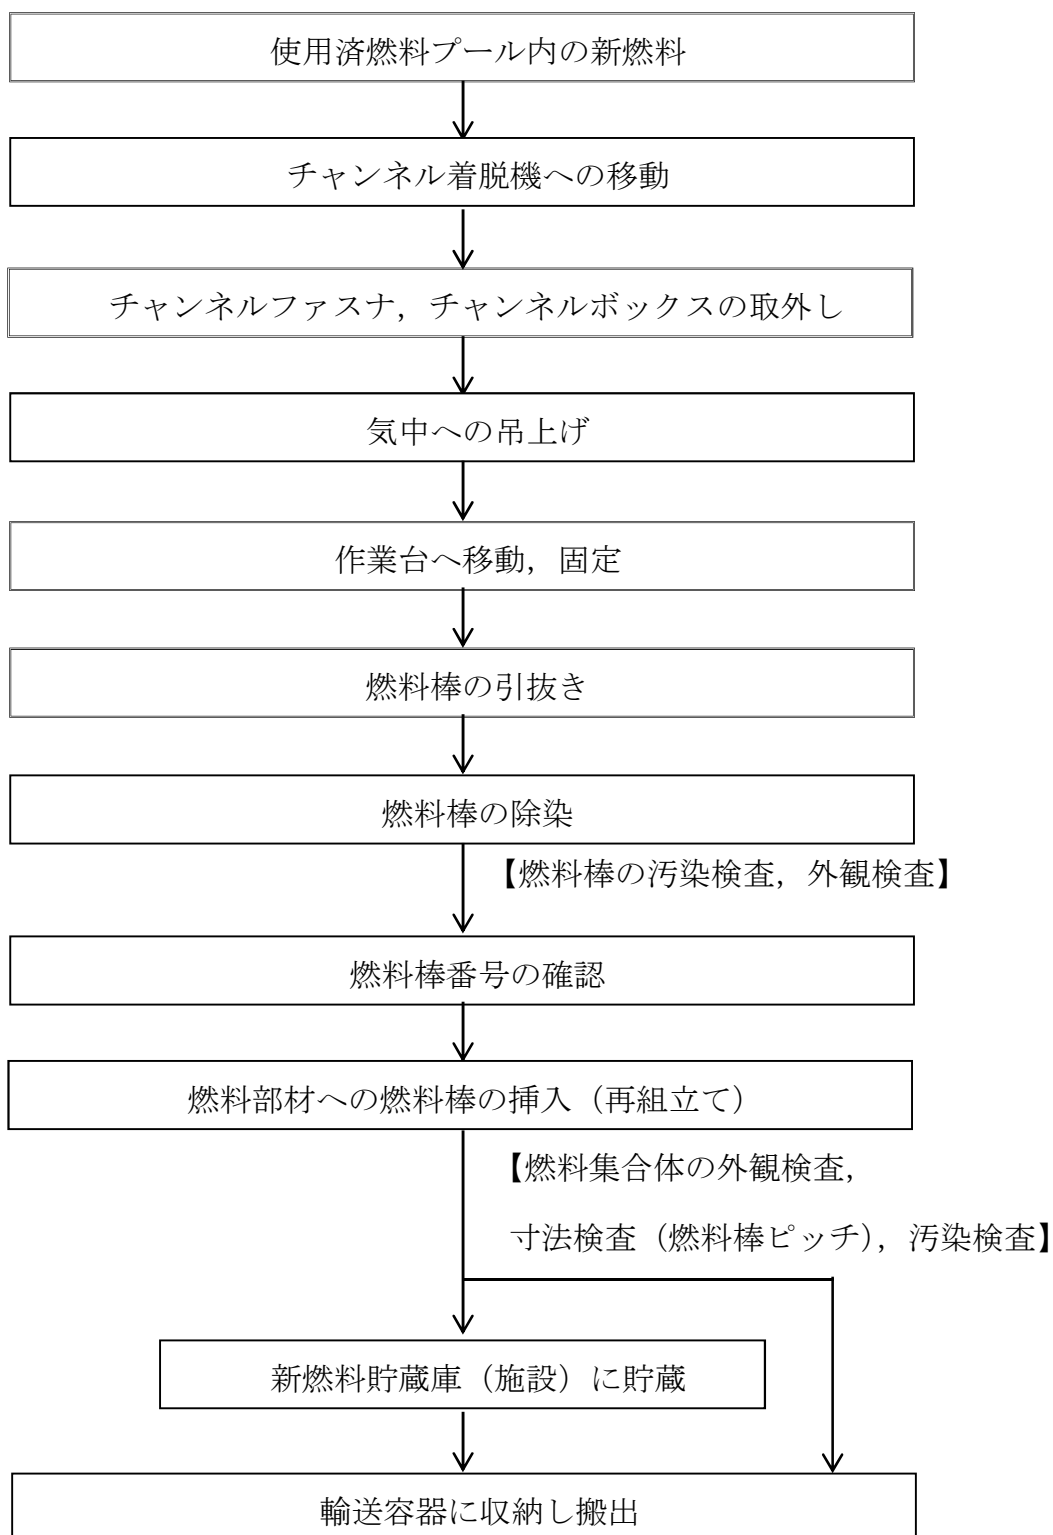 使用済燃料プール内の新燃料
チャンネル着脱機への移動
チャンネルファスナ，チャンネルボックスの取外し
気中への吊上げ
作業台へ移動，固定
燃料棒の引抜き
燃料棒の除染
【燃料棒の汚染検査，外観検査】
燃料棒番号の確認
燃料部材への燃料棒の挿入（再組立て）
【燃料集合体の外観検査，
寸法検査（燃料棒ピッチ），汚染検査】
新燃料貯蔵庫（施設）に貯蔵
輸送容器に収納し搬出